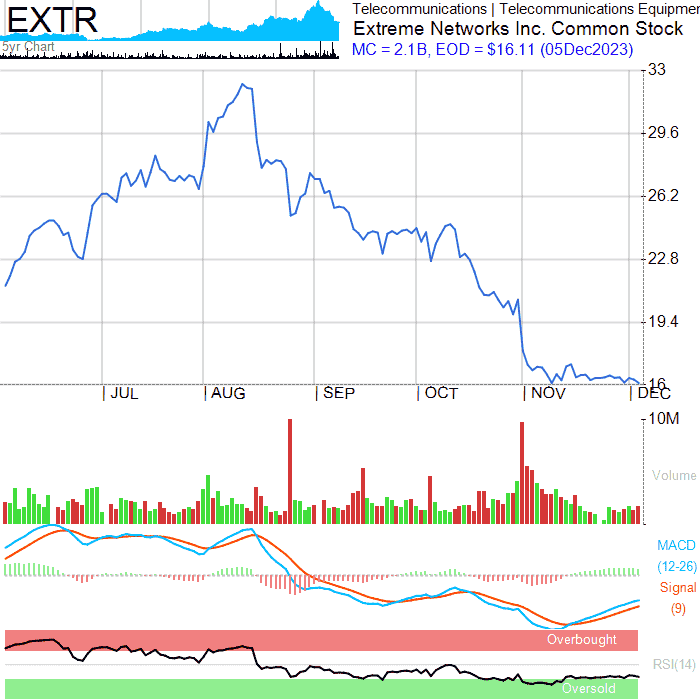 EXTR
5yr Chart
Telecommunications | Telecommunications Equipmen
Extreme Networks Inc. Common Stock
MC = 2.1B, EOD = $16.11 (05Dec2023)
33
29.6
26.2
22.8
19.4
16
JUL
AUG
SEP
OCT
NOV
DEC
10M
Volume
MACD
(12-26)
Signal
(9)
Overbought
RSI(14)
Oversold